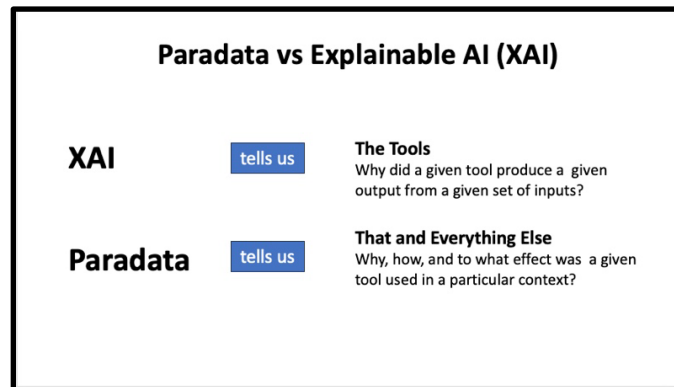 Paradata vs Explainable AI (XAI)
XAI
tells us
The Tools
Why did a given tool produce a given
output from a given set of inputs?
Paradata
tells us
That and Everything Else
Why, how, and to what effect was a given
tool used in a particular context?